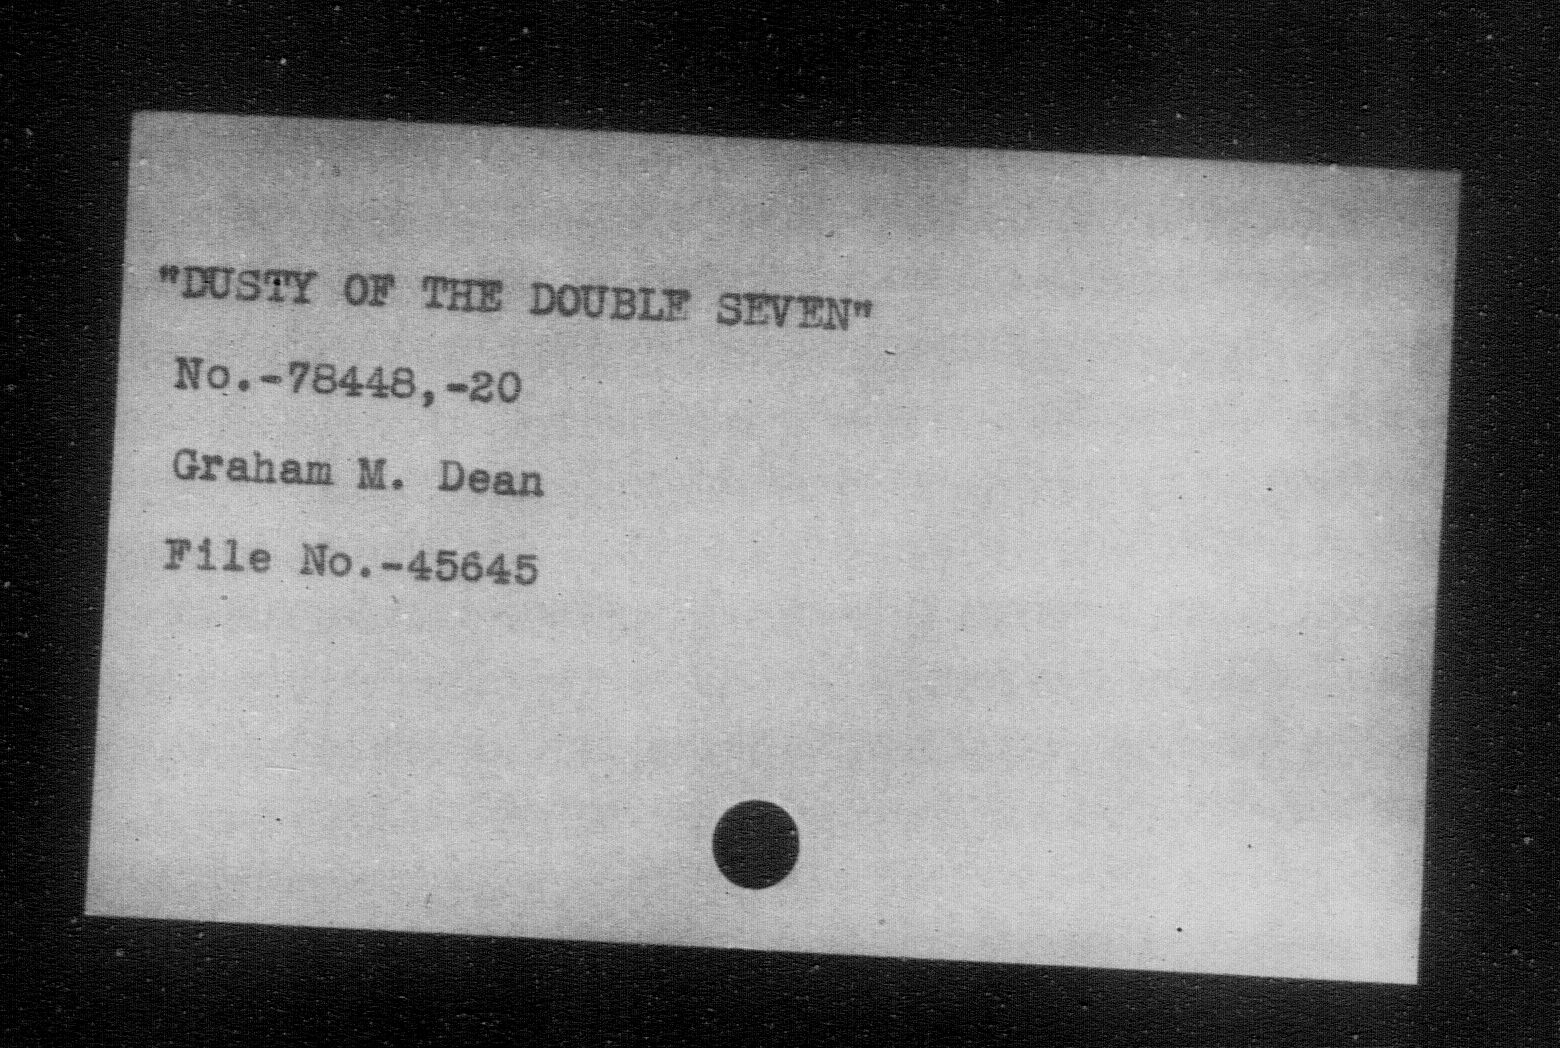 "DUSTY OF THE DOUBLE SEVEN"
No.-78448,-20
Graham M. Dean
File No.-45645